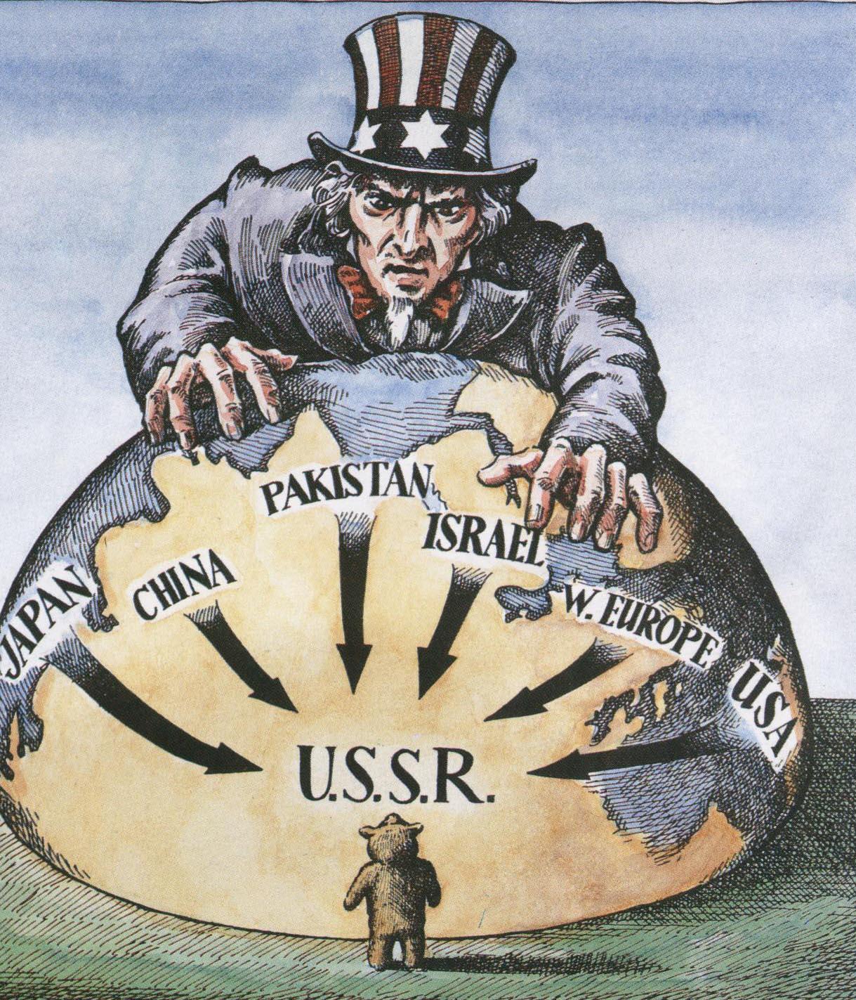 PAKISTAN
ISRAEL
CHINA
JAPAN
W. EUROPE
USA
U.S.S.R.